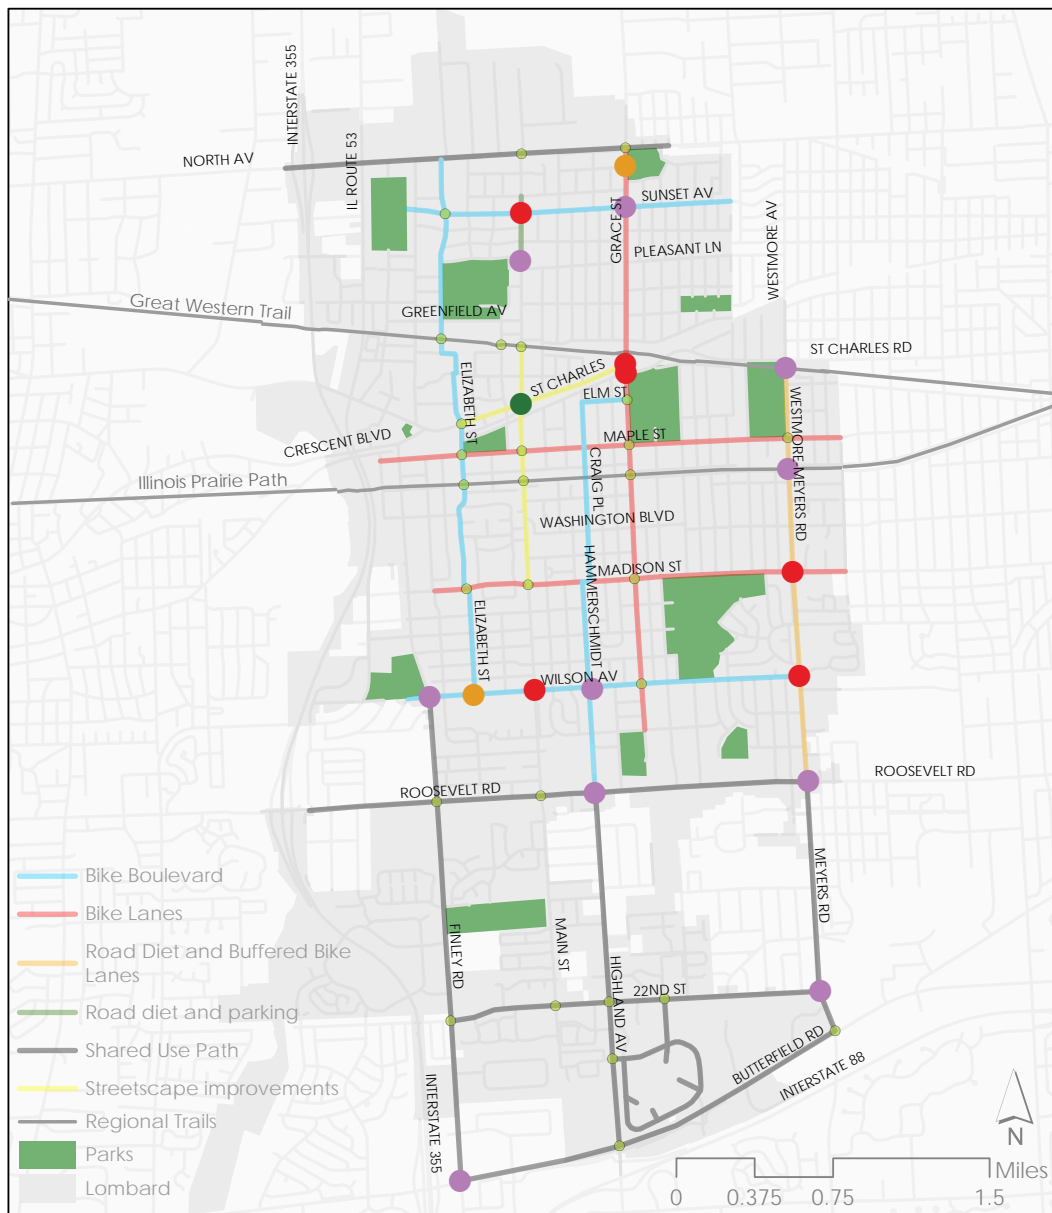 INTERSTATE 355
IL ROUTE 53
NORTH AV
SUNSET AV
GRACE ST
WESTMORE AV
PLEASANT LN
Great Western Trail
GREENFIELD AV
ST CHARLES RD
ST CHARLES
ELM ST
ELIZABETH ST
WESTMORE-MEYERS RD
CRESCENT BLVD
MAPLE ST
CRAIG PL
Illinois Prairie Path
WASHINGTON BLVD
HAMMERSCHMIDT
MADISON ST
ELIZABETH ST
WILSON AV
ROOSEVELT RD
ROOSEVELT RD
MEYERS RD
FINLEY RD
MAIN ST
HIGHLAND AV
22ND ST
BUTTERFIELD RD
INTERSTATE 88
INTERSTATE 355
Bike Boulevard
Bike Lanes
Road Diet and Buffered Bike
Lanes
Road diet and parking
Shared Use Path
Streetscape improvements
Regional Trails
Parks
Lombard
N
Miles
0 0.375 0.75 1.5